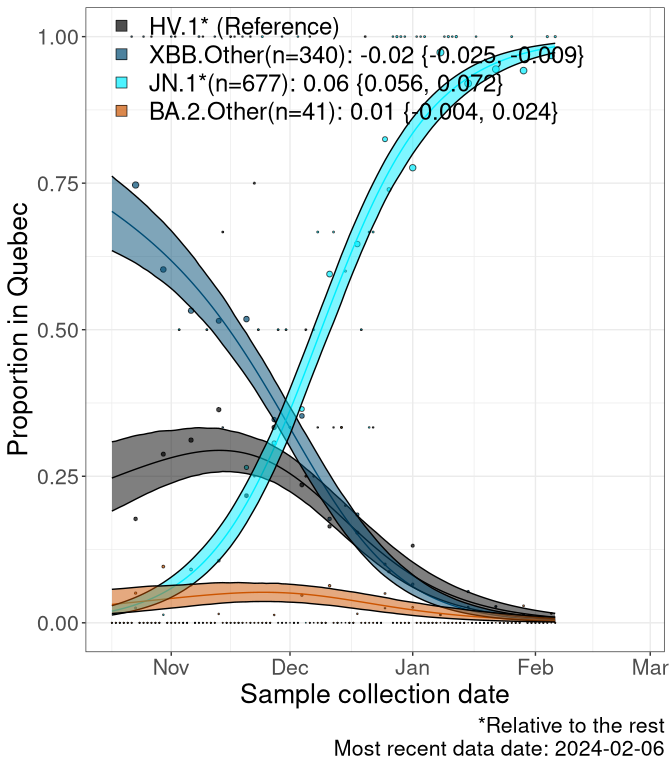 HV.1* (Reference)
XBB.Other(n=340): -0.02 {-0.025, -0.009}
JN.1*(n=677): 0.06 {0.056, 0.072}
BA.2.Other(n=41): 0.01 {-0.004, 0.024}
1.00
0.75
0.50
0.25
0.00
Proportion in Quebec
Nov Dec Jan Feb Mar
Sample collection date
*Relative to the rest
Most recent data date: 2024-02-06